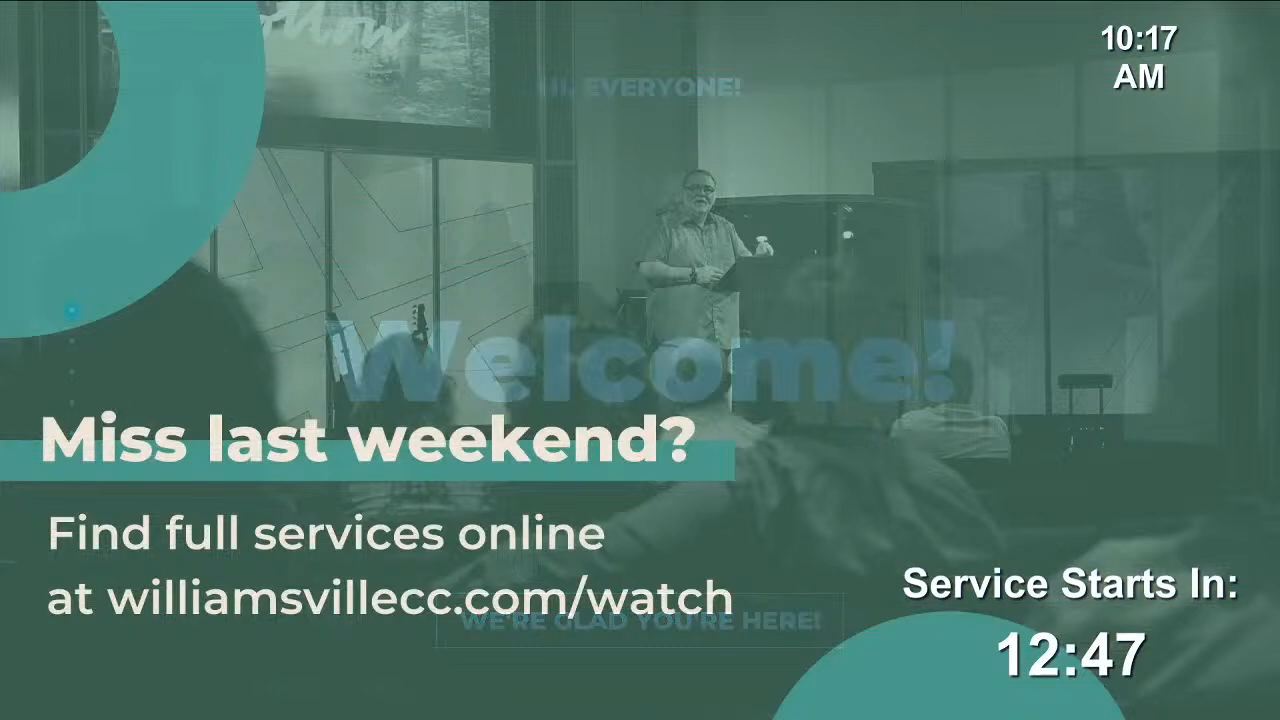 10:17
AM
HI, EVERYONE!
Welcome!
Miss last weekend?
Find full services online
at williamsvillecc.com/watch
WE'RE GLAD YOU'RE HERE!
Service Starts In:
12:47